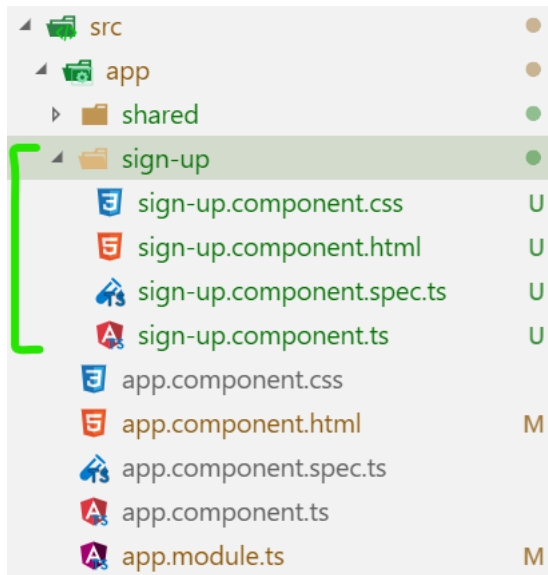 src
app
shared
sign-up
sign-up.component.css U
sign-up.component.html U
sign-up.component.spec.ts U
sign-up.component.ts U
app.component.css
app.component.html M
app.component.spec.ts
app.component.ts
app.module.ts M